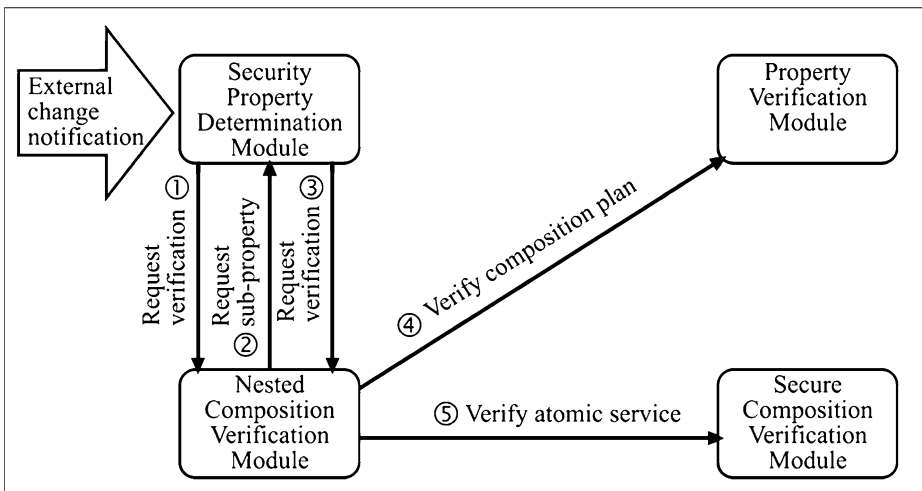 External
change
notification
Security
Property
Determination
Module
Property
Verification
Module
① Request
verification
② Request
sub-property
③ Request
verification
④ Verify composition plan
⑤ Verify atomic service
Nested
Composition
Verification
Module
Secure
Composition
Verification
Module